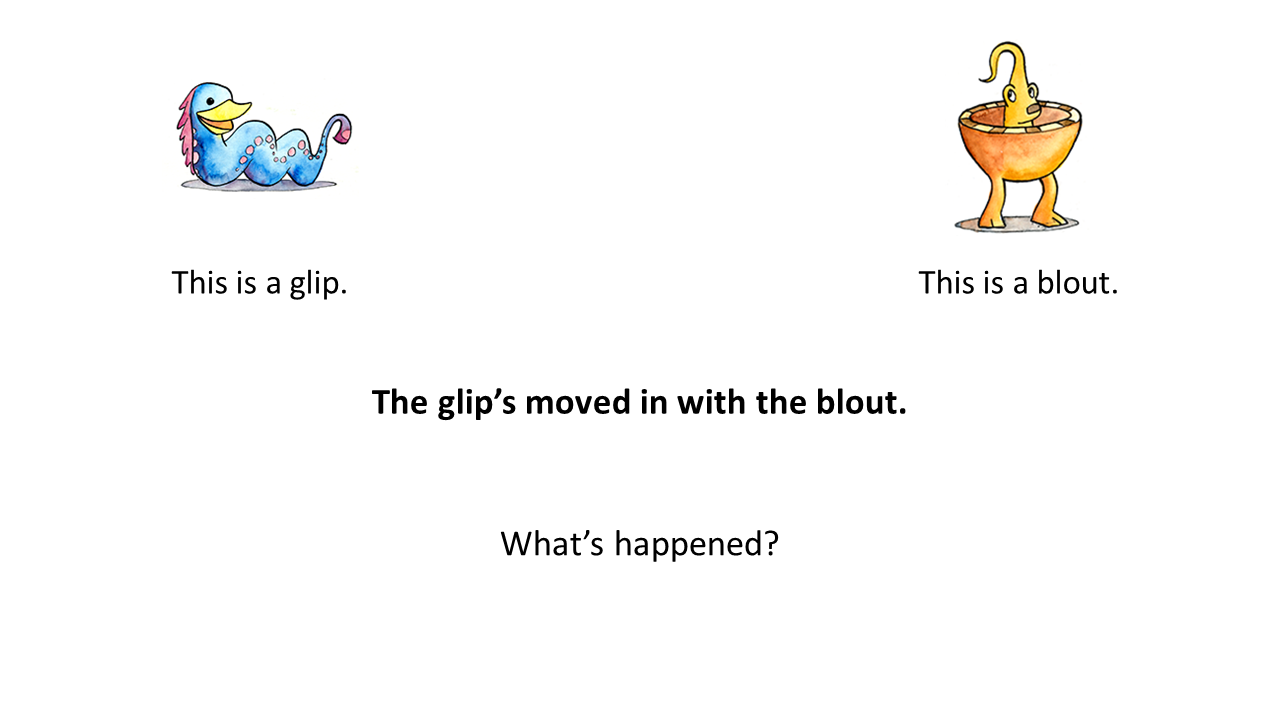 This is a glip.
This is a blout.
The glip’s moved in with the blout.
What’s happened?